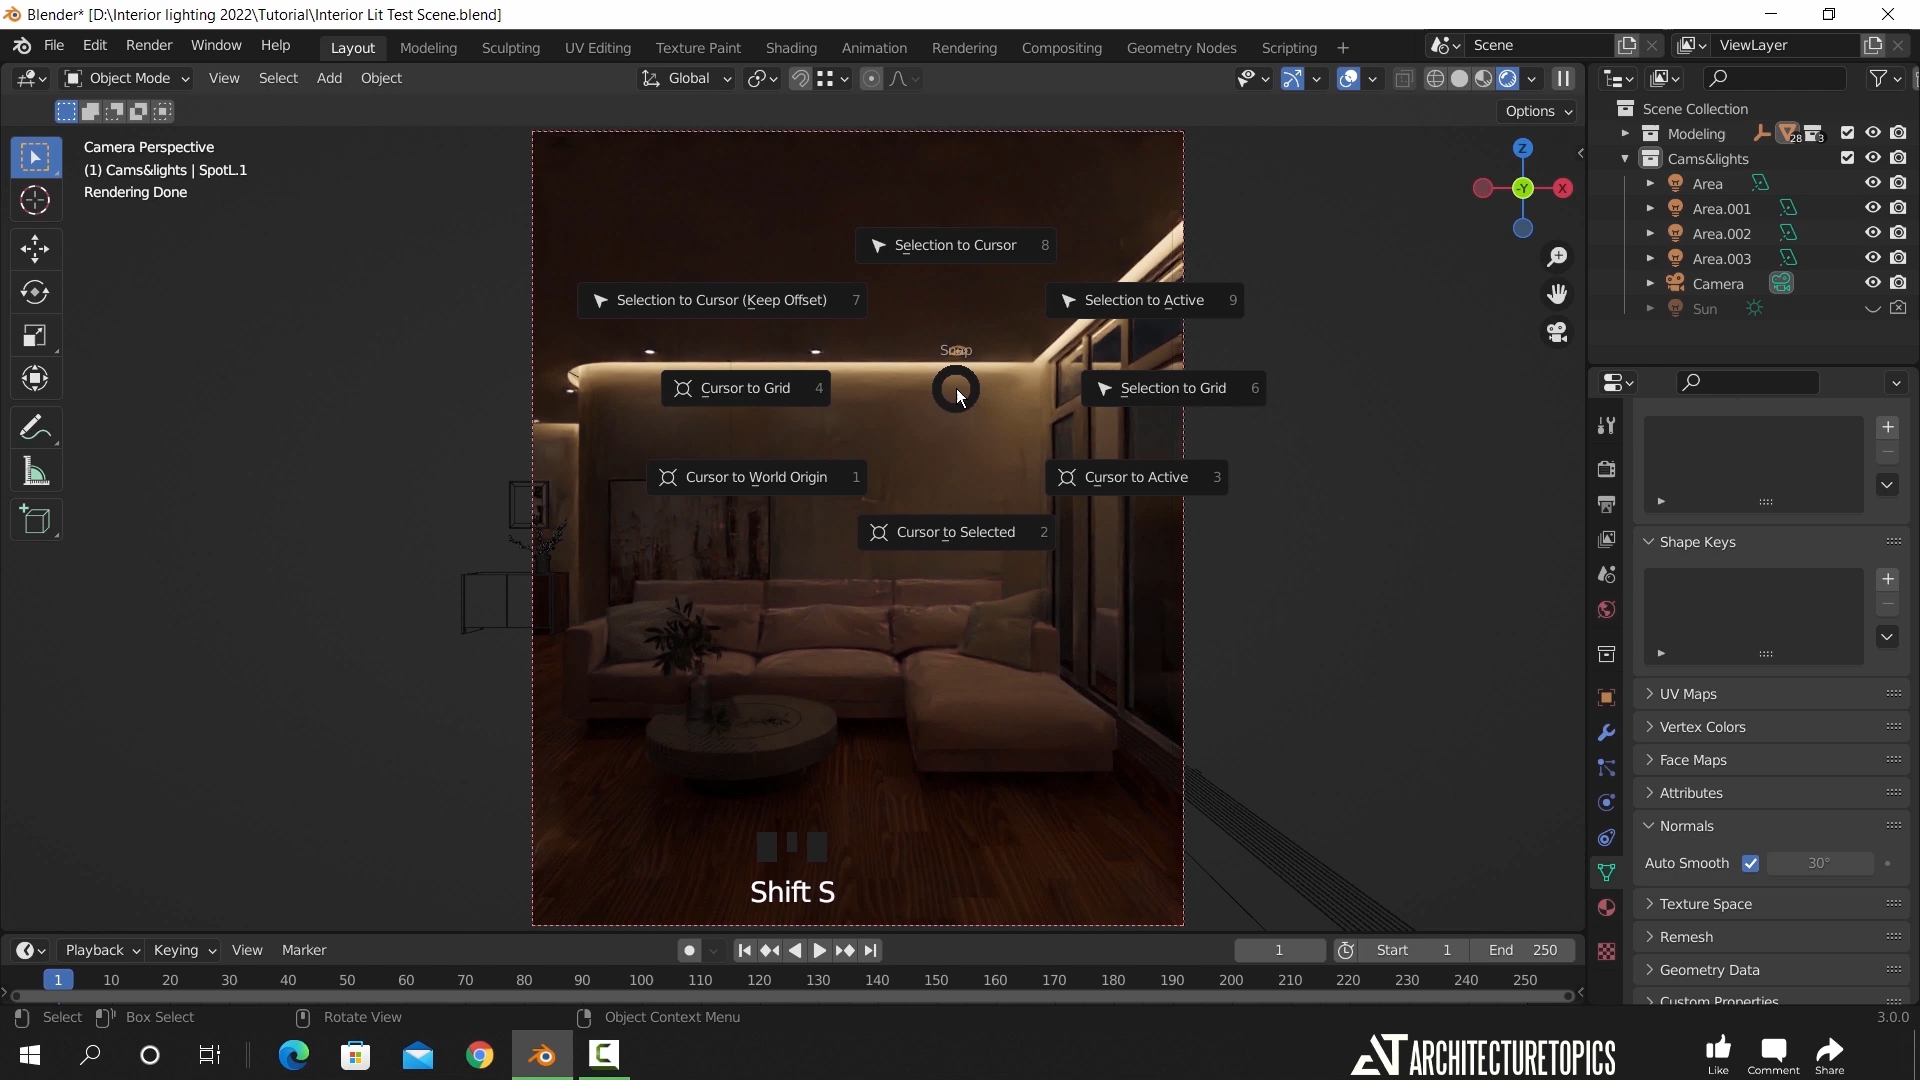 Blender* [D:\Interior lighting 2022\Tutorial\Interior Lit Test Scene.blend]
File Edit Render Window Help Layout Modeling Sculpting UV Editing Texture Paint Shading Animation Rendering Compositing Geometry Nodes Scripting + Scene ViewLayer
Object Mode View Select Add Object Global
Options
Camera Perspective
(1) Cams&lights | SpotL.1
Rendering Done
Z
-Y
X
Scene Collection
Modeling 28 3
Cams&lights
Area
Area.001
Area.002
Area.003
Camera
Sun
Selection to Cursor 8
Selection to Cursor (Keep Offset) 7
Selection to Active 9
Snap
Cursor to Grid 4
Selection to Grid 6
Cursor to World Origin 1
Cursor to Active 3
Cursor to Selected 2
Shift S
Shape Keys
UV Maps
Vertex Colors
Face Maps
Attributes
Normals
Auto Smooth 30°
Texture Space
Remesh
Geometry Data
Custom Properties
Playback Keying View Marker 1 Start 1 End 250
1 10 20 30 40 50 60 70 80 90 100 110 120 130 140 150 160 170 180 190 200 210 220 230 240 250
Select Box Select Rotate View Object Context Menu 3.0.0
ARCHITECTURETOPICS
Like Comment Share